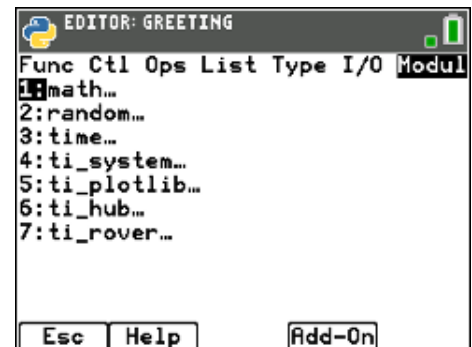 EDITOR: GREETING
Func Ctl Ops List Type I/O Modul
1:math…
2:random…
3:time…
4:ti_system…
5:ti_plotlib…
6:ti_hub…
7:ti_rover…
Esc Help Add-On